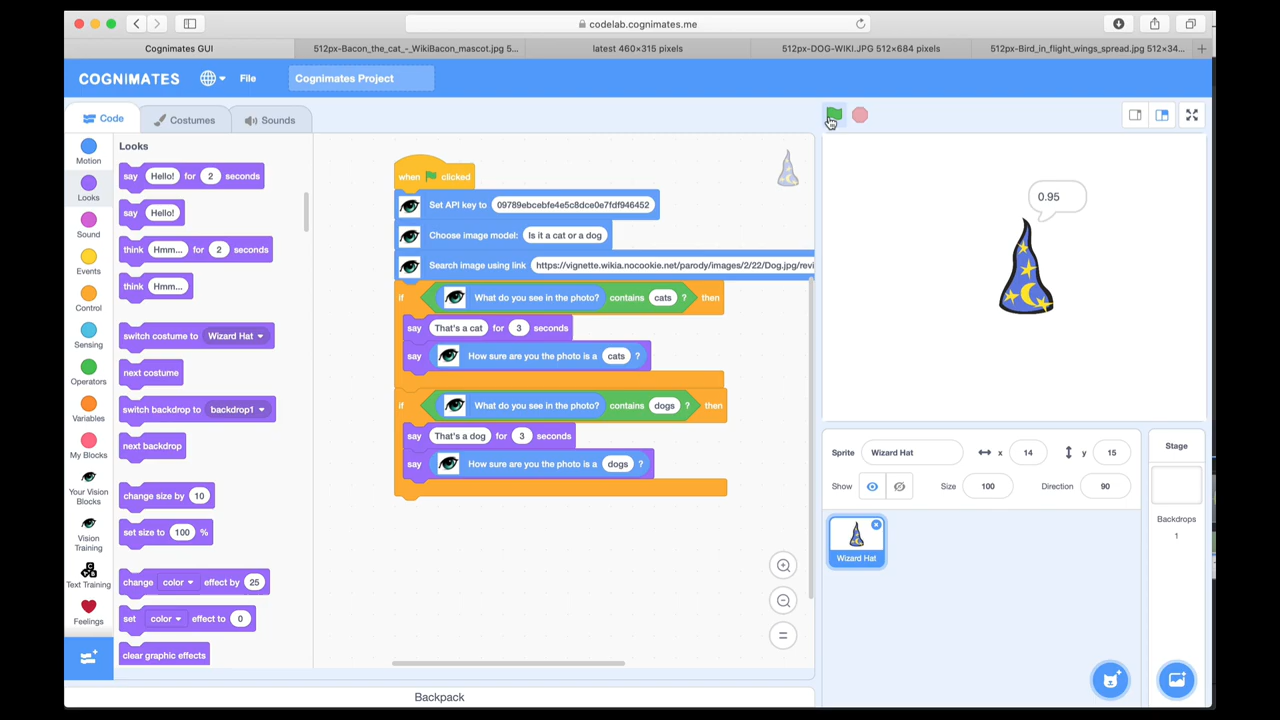 codelab.cognimates.me
Cognimates GUI
512px-Bacon_the_cat_-_WikiBacon_mascot.jpg 5...
latest 460×315 pixels
512px-DOG-WIKI.JPG 512×684 pixels
512px-Bird_in_flight_wings_spread.jpg 512×34...
COGNIMATES
File
Cognimates Project
Code
Costumes
Sounds
Motion
Looks
Sound
Events
Control
Sensing
Operators
Variables
My Blocks
Your Vision
Blocks
Vision
Training
Text Training
Feelings
Looks
say Hello! for 2 seconds
say Hello!
think Hmm... for 2 seconds
think Hmm...
switch costume to Wizard Hat
next costume
switch backdrop to backdrop1
next backdrop
change size by 10
set size to 100 %
change color effect by 25
set color effect to 0
clear graphic effects
when clicked
Set API key to 09789ebcebfe4e5c8dce0e7fdf946452
Choose image model: Is it a cat or a dog
Search image using link https://vignette.wikia.nocookie.net/parody/images/2/22/Dog.jpg/revi
if What do you see in the photo? contains cats ? then
say That's a cat for 3 seconds
say How sure are you the photo is a cats ?
if What do you see in the photo? contains dogs ? then
say That's a dog for 3 seconds
say How sure are you the photo is a dogs ?
Backpack
0.95
Sprite Wizard Hat x 14 y 15
Show Size 100 Direction 90
Wizard Hat
Stage
Backdrops
1